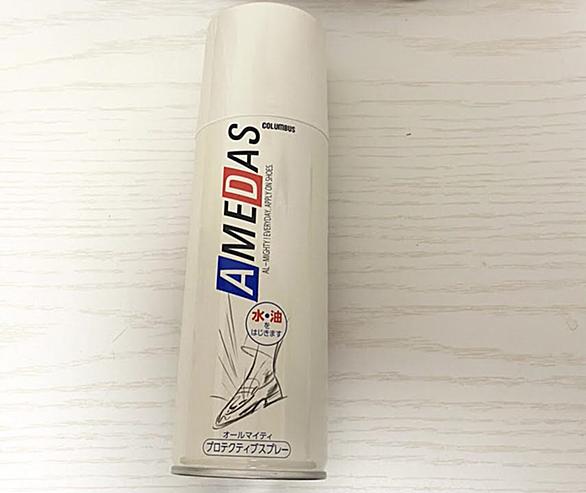 COLUMBUS
AMEDAS
AL-MIGHTY! EVERYDAY, APPLY ON SHOES.
水・油
を
はじきます
オールマイティ
プロテクティブスプレー